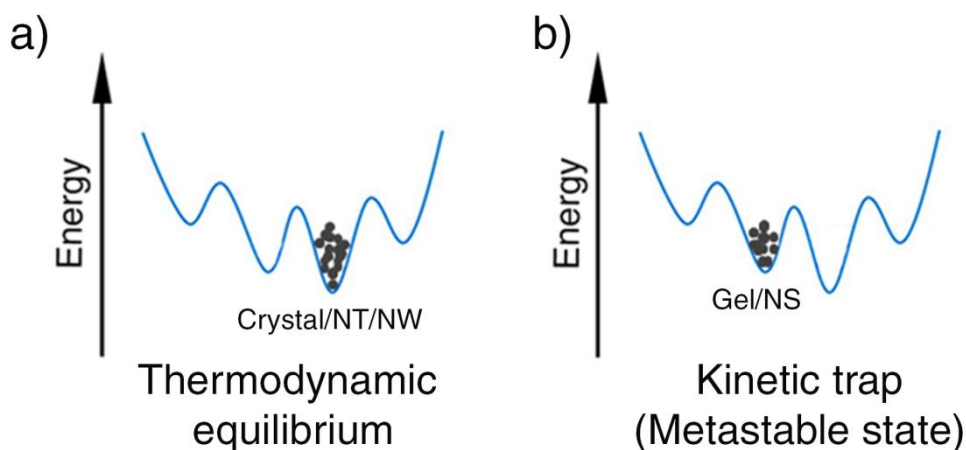 a)
Energy
Crystal/NT/NW
Thermodynamic
equilibrium
b)
Energy
Gel/NS
Kinetic trap
(Metastable state)